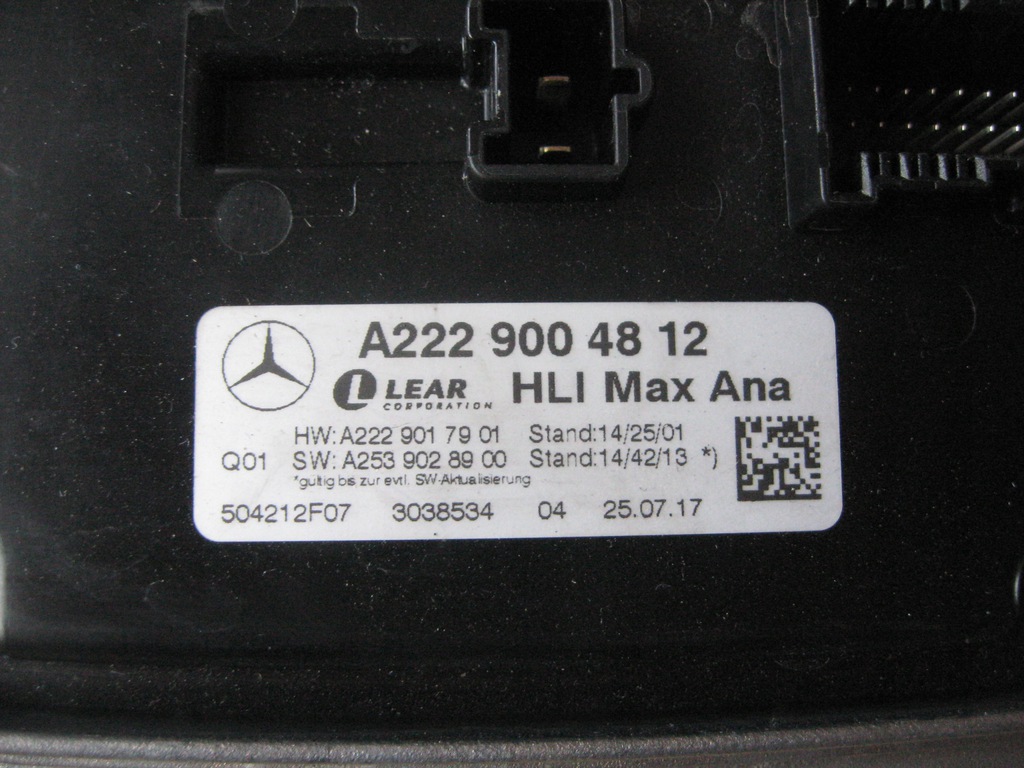 A222 900 48 12
LEAR CORPORATION HLI Max Ana
HW: A222 901 79 01 Stand:14/25/01
Q01 SW: A253 902 89 00 Stand:14/42/13 *)
*gültig bis zur evtl. SW-Aktualisierung
504212F07 3038534 04 25.07.17